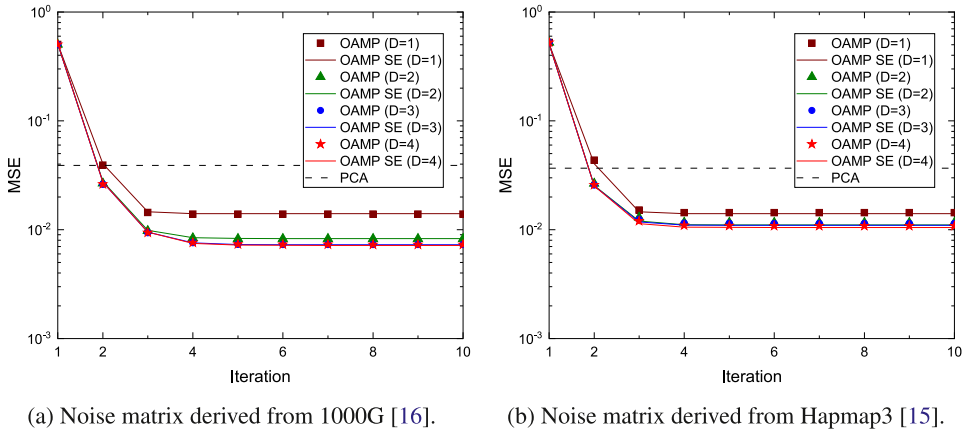 10⁰
10⁻¹
10⁻²
10⁻³
MSE
1 2 4 6 8 10
Iteration
OAMP (D=1)
OAMP SE (D=1)
OAMP (D=2)
OAMP SE (D=2)
OAMP (D=3)
OAMP SE (D=3)
OAMP (D=4)
OAMP SE (D=4)
PCA
(a) Noise matrix derived from 1000G [16].
10⁰
10⁻¹
10⁻²
10⁻³
MSE
1 2 4 6 8 10
Iteration
OAMP (D=1)
OAMP SE (D=1)
OAMP (D=2)
OAMP SE (D=2)
OAMP (D=3)
OAMP SE (D=3)
OAMP (D=4)
OAMP SE (D=4)
PCA
(b) Noise matrix derived from Hapmap3 [15].